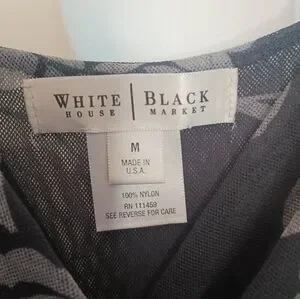 WHITE | BLACK
HOUSE | MARKET
M
MADE IN
U.S.A.
100% NYLON
RN 111459
SEE REVERSE FOR CARE